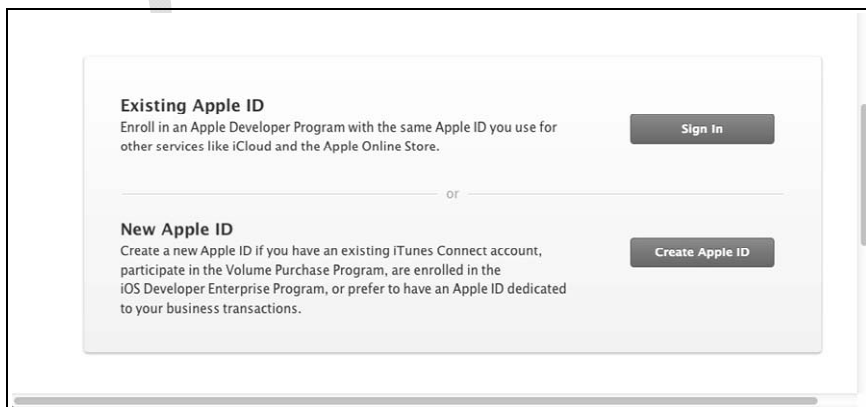 Existing Apple ID
Enroll in an Apple Developer Program with the same Apple ID you use for
other services like iCloud and the Apple Online Store.
Sign In
or
New Apple ID
Create a new Apple ID if you have an existing iTunes Connect account,
participate in the Volume Purchase Program, are enrolled in the
iOS Developer Enterprise Program, or prefer to have an Apple ID dedicated
to your business transactions.
Create Apple ID